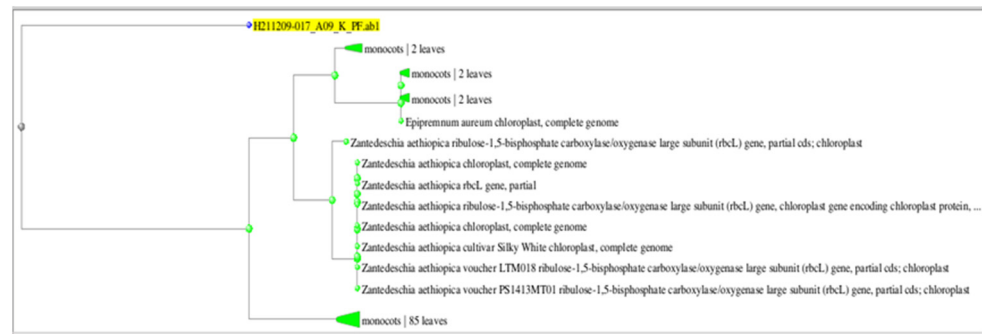 H211209-017_A09_K_PF.ab1
monocots | 2 leaves
monocots | 2 leaves
monocots | 2 leaves
Epipremnum aureum chloroplast, complete genome
Zantedeschia aethiopica ribulose-1,5-bisphosphate carboxylase/oxygenase large subunit (rbcL) gene, partial cds; chloroplast
Zantedeschia aethiopica chloroplast, complete genome
Zantedeschia aethiopica rbcL gene, partial
Zantedeschia aethiopica ribulose-1,5-bisphosphate carboxylase/oxygenase large subunit (rbcL) gene, chloroplast gene encoding chloroplast protein, ...
Zantedeschia aethiopica chloroplast, complete genome
Zantedeschia aethiopica cultivar Silky White chloroplast, complete genome
Zantedeschia aethiopica voucher LTM018 ribulose-1,5-bisphosphate carboxylase/oxygenase large subunit (rbcL) gene, partial cds; chloroplast
Zantedeschia aethiopica voucher PS1413MT01 ribulose-1,5-bisphosphate carboxylase/oxygenase large subunit (rbcL) gene, partial cds; chloroplast
monocots | 85 leaves